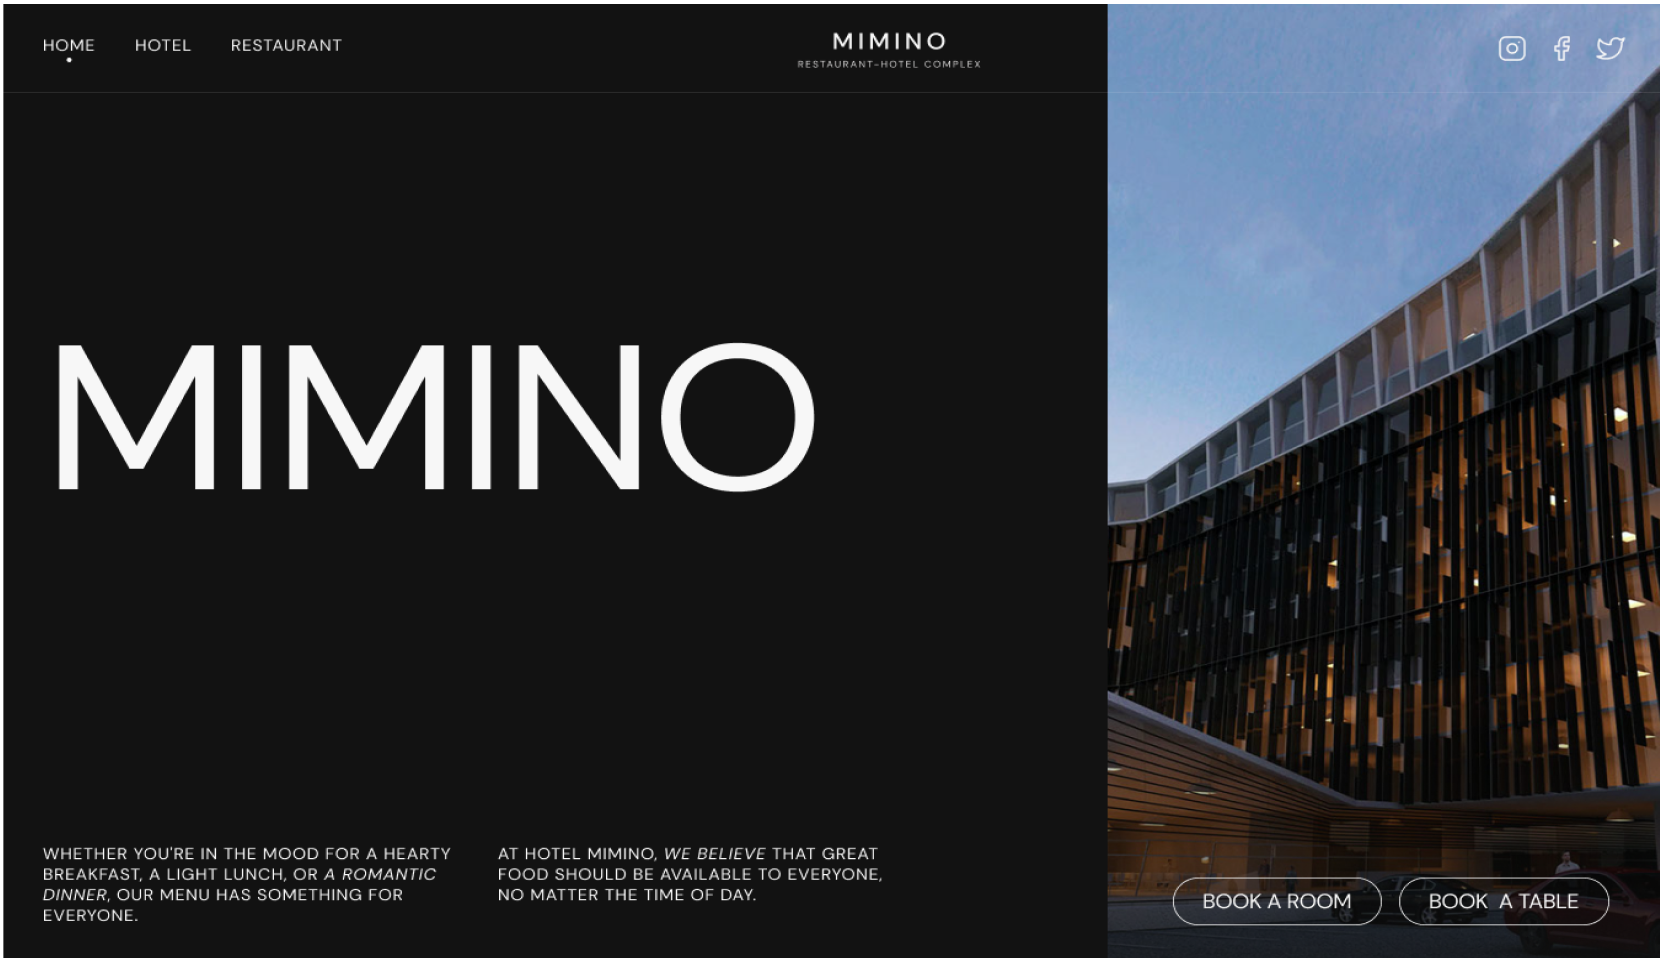 HOME HOTEL RESTAURANT
MIMINO
RESTAURANT-HOTEL COMPLEX
MIMINO
WHETHER YOU'RE IN THE MOOD FOR A HEARTY
BREAKFAST, A LIGHT LUNCH, OR A ROMANTIC
DINNER, OUR MENU HAS SOMETHING FOR
EVERYONE.
AT HOTEL MIMINO, WE BELIEVE THAT GREAT
FOOD SHOULD BE AVAILABLE TO EVERYONE,
NO MATTER THE TIME OF DAY.
BOOK A ROOM
BOOK A TABLE